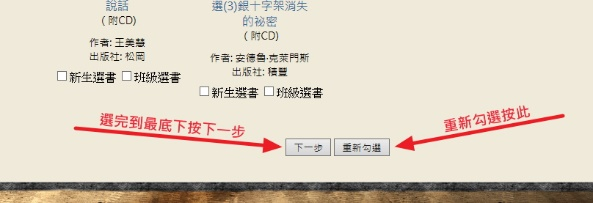 說話
(附CD)
作者: 王美慧
出版社: 松岡
新生選書 班級選書
選(3)銀十字架消失
的祕密
(附CD)
作者: 安德魯‧克萊門斯
出版社: 積豐
新生選書 班級選書
選完到最底下按下一步
下一步
重新勾選
重新勾選按此